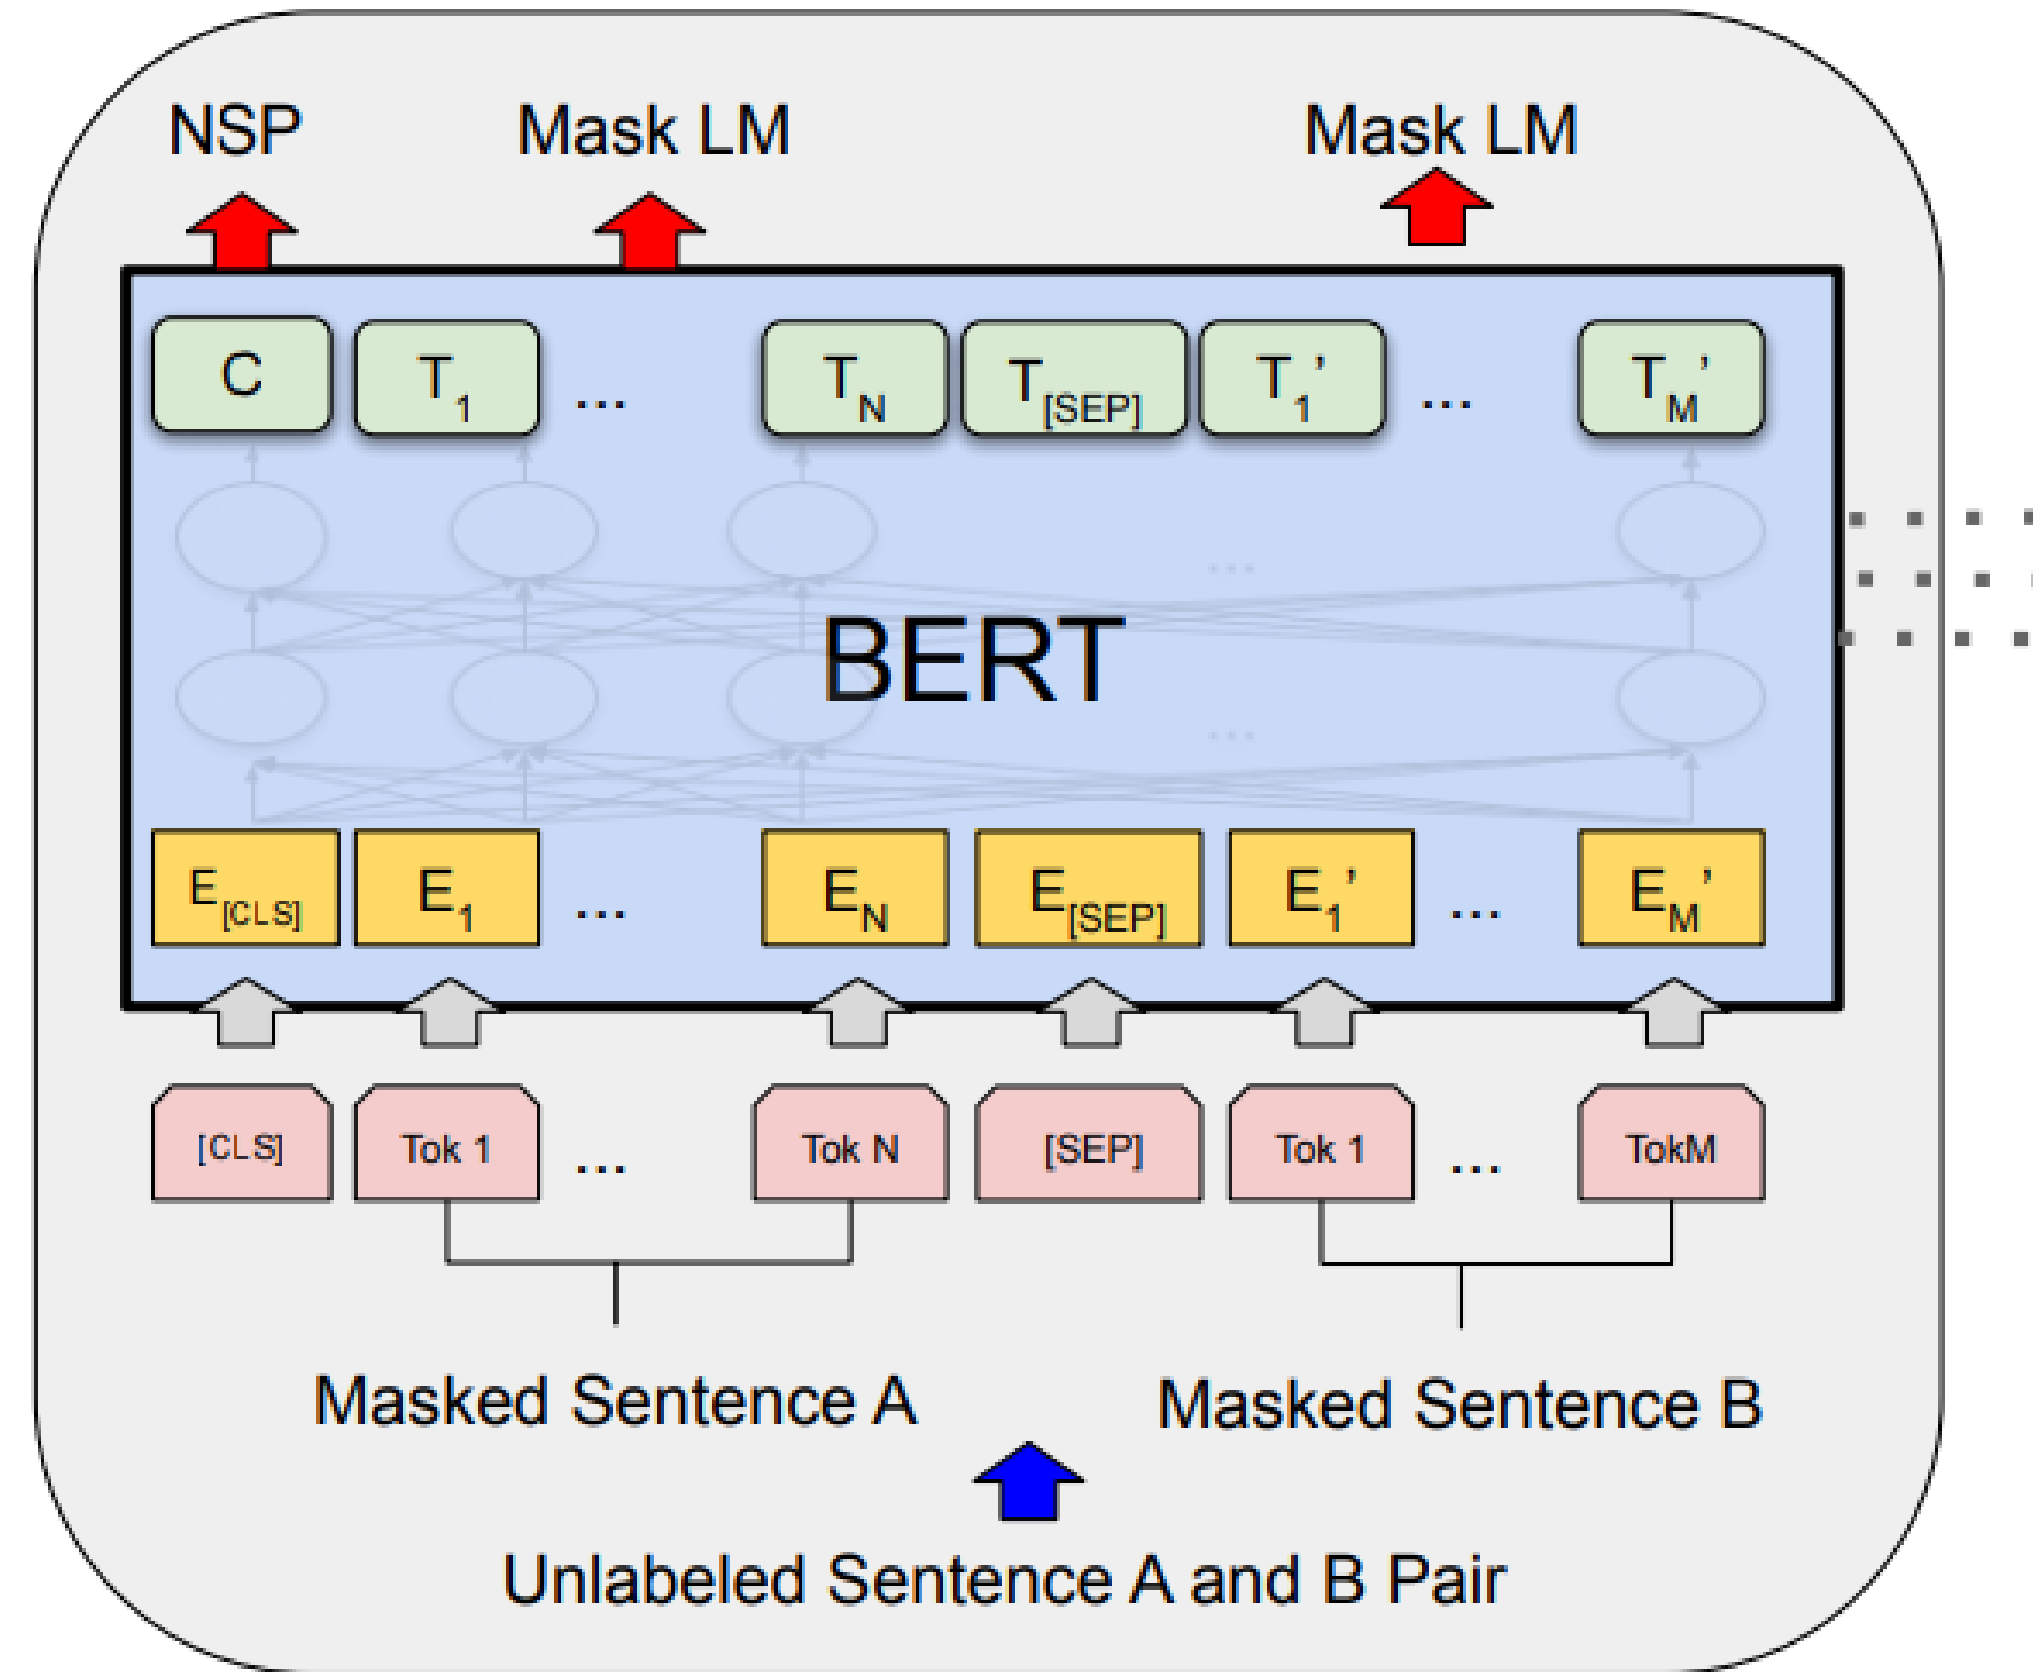 NSP Mask LM Mask LM
C T1 ... TN T[SEP] T1’ ... TM’
...
BERT
...
E[CLS] E1 ... EN E[SEP] E1’ ... EM’
[CLS] Tok 1 ... Tok N [SEP] Tok 1 ... TokM
Masked Sentence A Masked Sentence B
Unlabeled Sentence A and B Pair